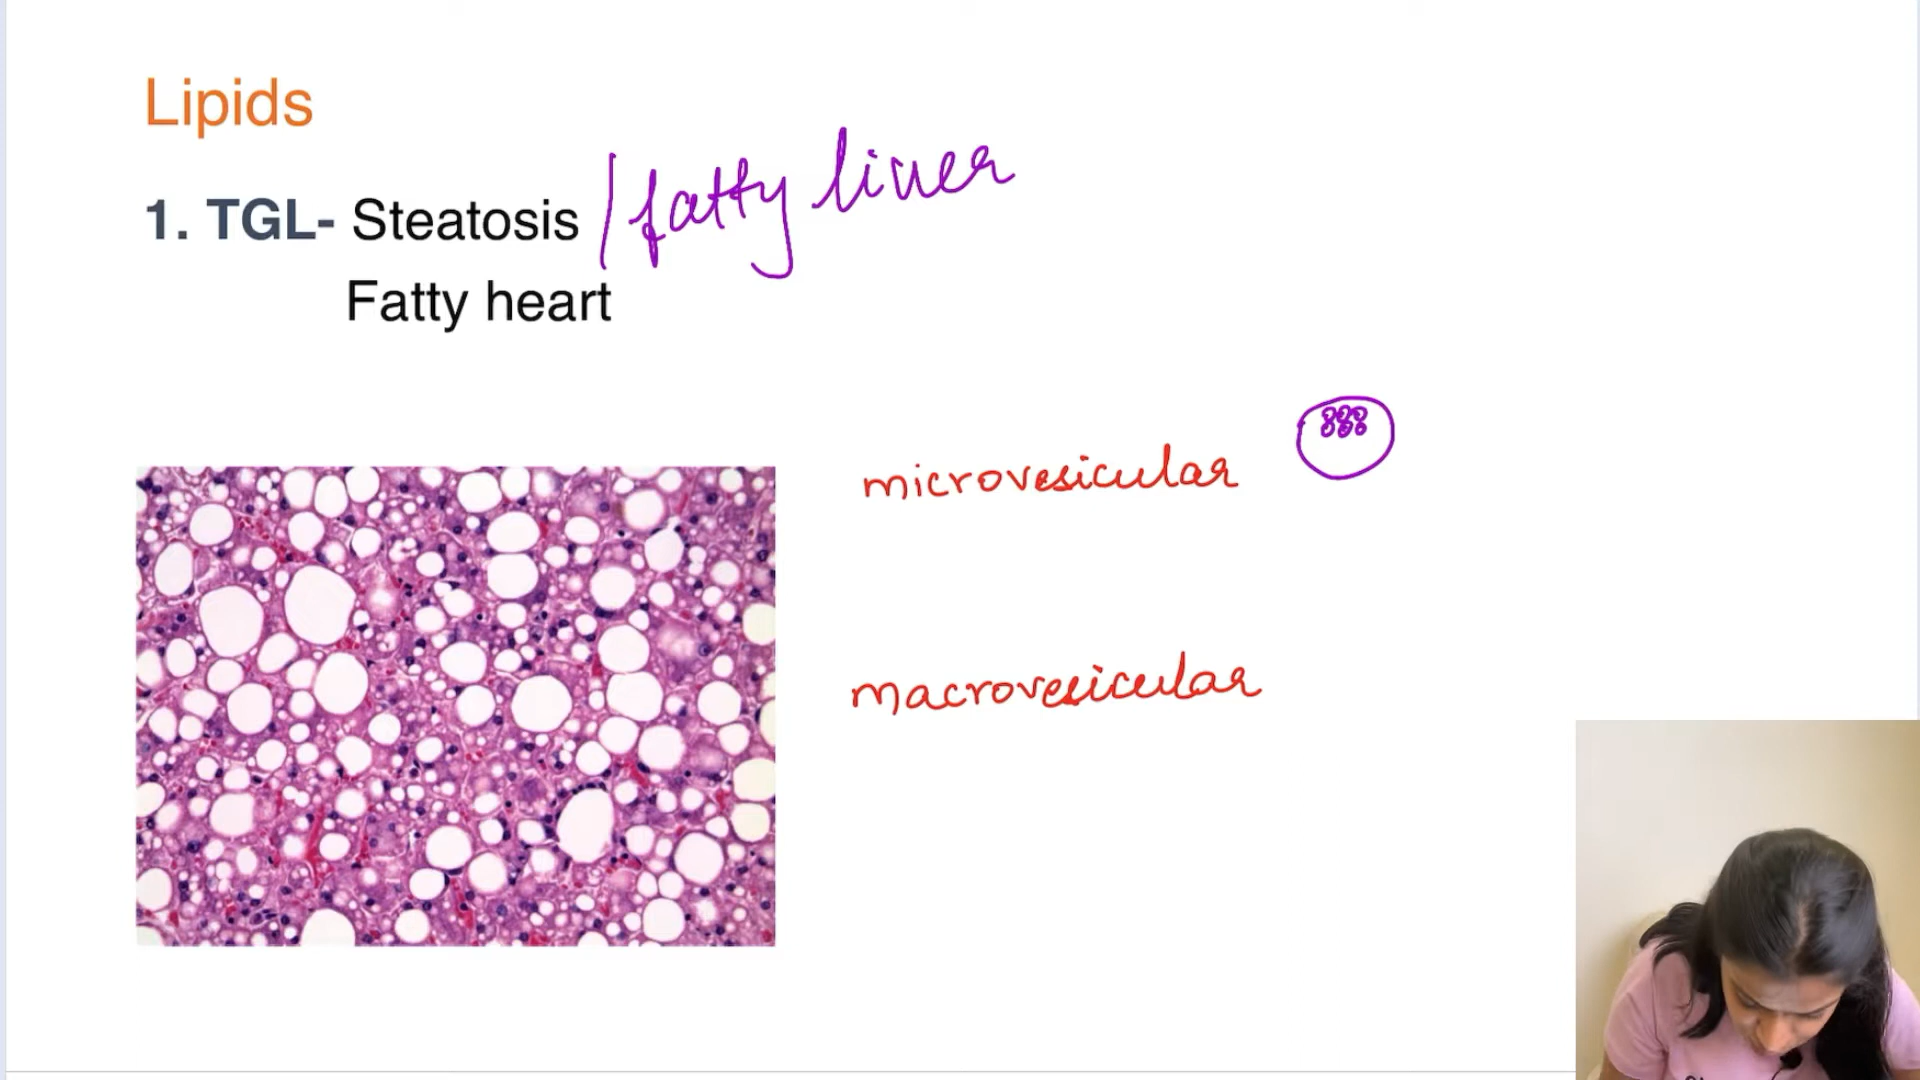 Lipids
1. TGL- Steatosis / fatty liver
Fatty heart
microvesicular
macrovesicular